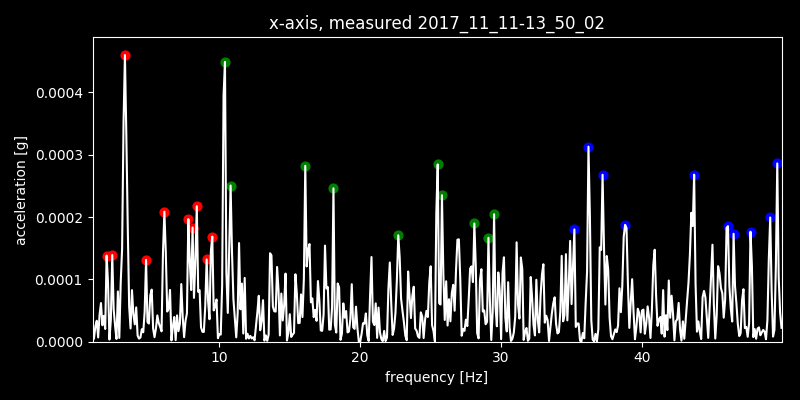 x-axis, measured 2017_11_11-13_50_02
acceleration [g]
0.0004
0.0003
0.0002
0.0001
0.0000
10 20 30 40
frequency [Hz]